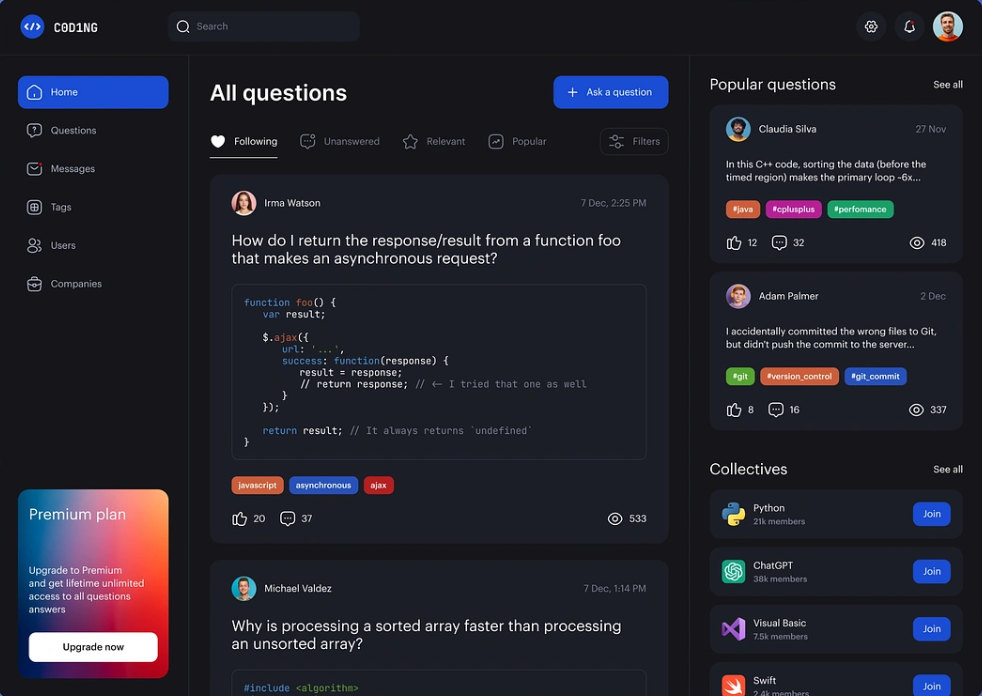 C0D1NG
Search
Home
Questions
Messages
Tags
Users
Companies
Premium plan
Upgrade to Premium
and get lifetime unlimited
access to all questions
answers
Upgrade now
All questions
Ask a question
Following
Unanswered
Relevant
Popular
Filters
Irma Watson
7 Dec, 2:25 PM
How do I return the response/result from a function foo
that makes an asynchronous request?
function foo() {
var result;
$.ajax({
url: '...',
success: function(response) {
result = response;
// return response; // <- I tried that one as well
}
});
return result; // It always returns `undefined`
}
javascript
asynchronous
ajax
20
37
533
Michael Valdez
7 Dec, 1:14 PM
Why is processing a sorted array faster than processing
an unsorted array?
#include <algorithm>
Popular questions
See all
Claudia Silva
27 Nov
In this C++ code, sorting the data (before the
timed region) makes the primary loop ~6x...
#java
#cplusplus
#perfomance
12
32
418
Adam Palmer
2 Dec
I accidentally committed the wrong files to Git,
but didn't push the commit to the server...
#git
#version_control
#git_commit
8
16
337
Collectives
See all
Python
21k members
Join
ChatGPT
38k members
Join
Visual Basic
7.5k members
Join
Swift
2.4k members
Join